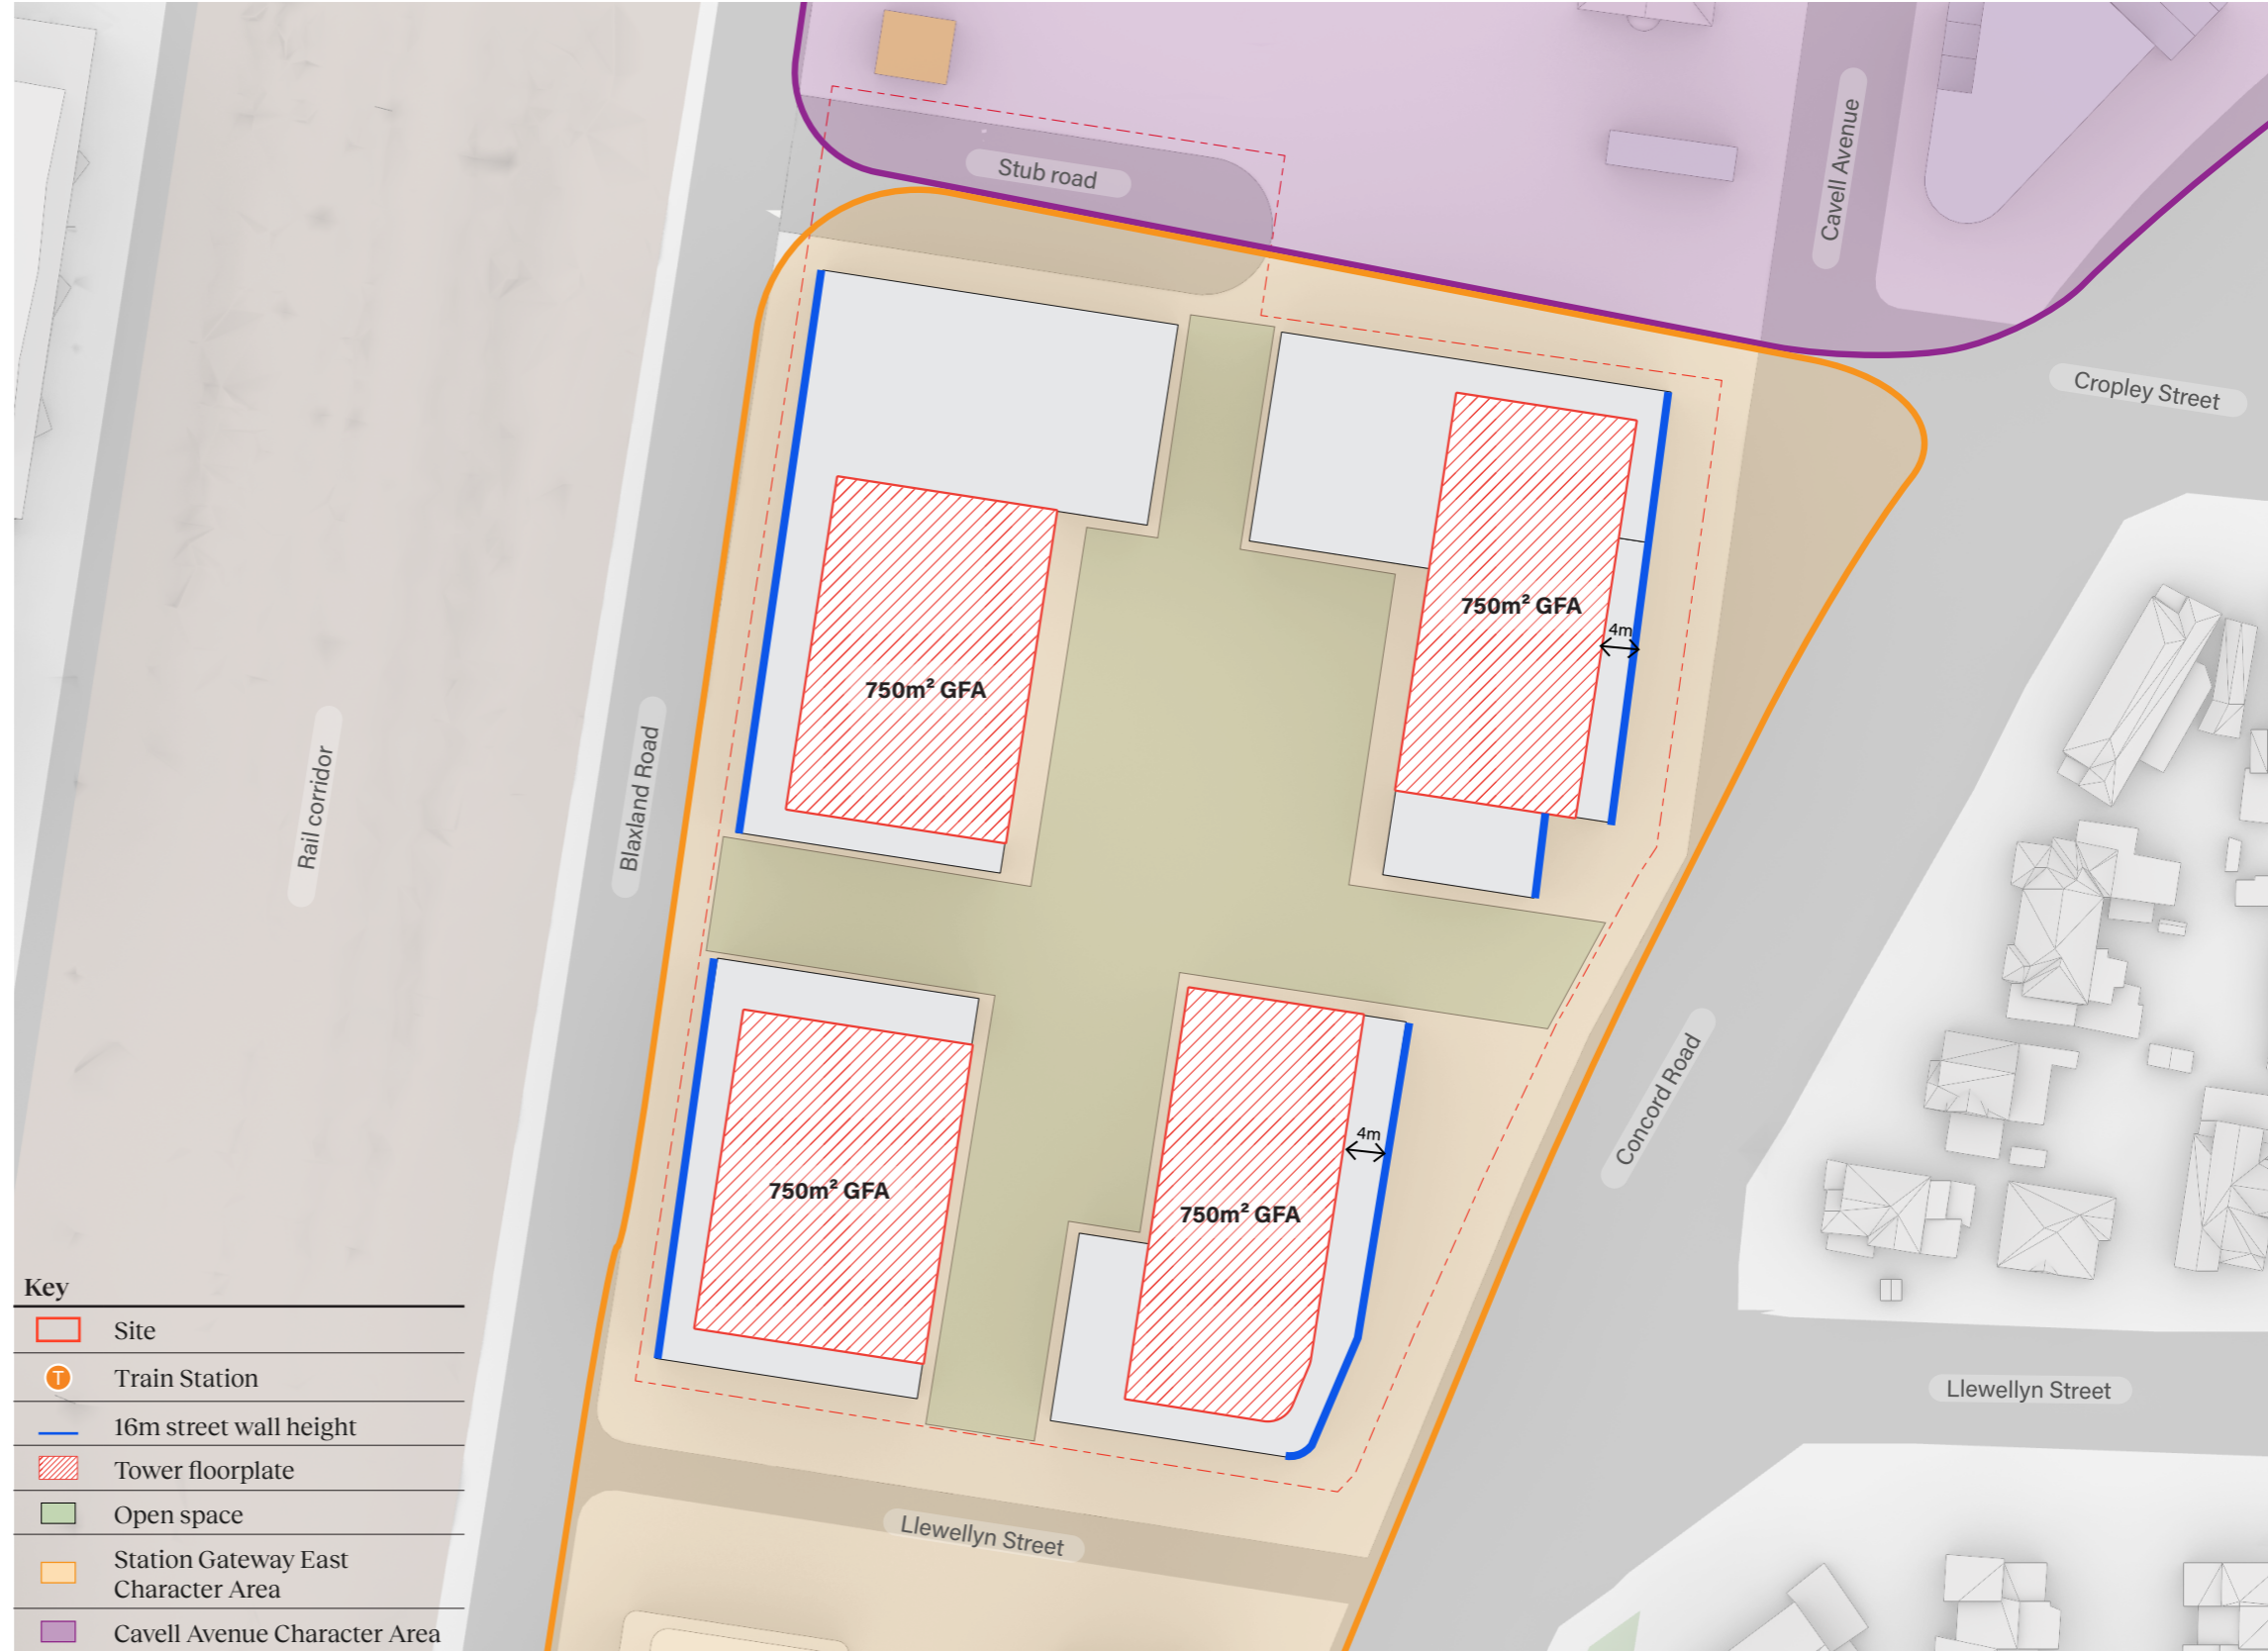 Stub road
Cavell Avenue
Cropley Street
750m² GFA
4m
750m² GFA
Rail corridor
Blaxland Road
Concord Road
4m
750m² GFA
750m² GFA
Llewellyn Street
Llewellyn Street
Key
Site
T
Train Station
16m street wall height
Tower floorplate
Open space
Station Gateway East
Character Area
Cavell Avenue Character Area